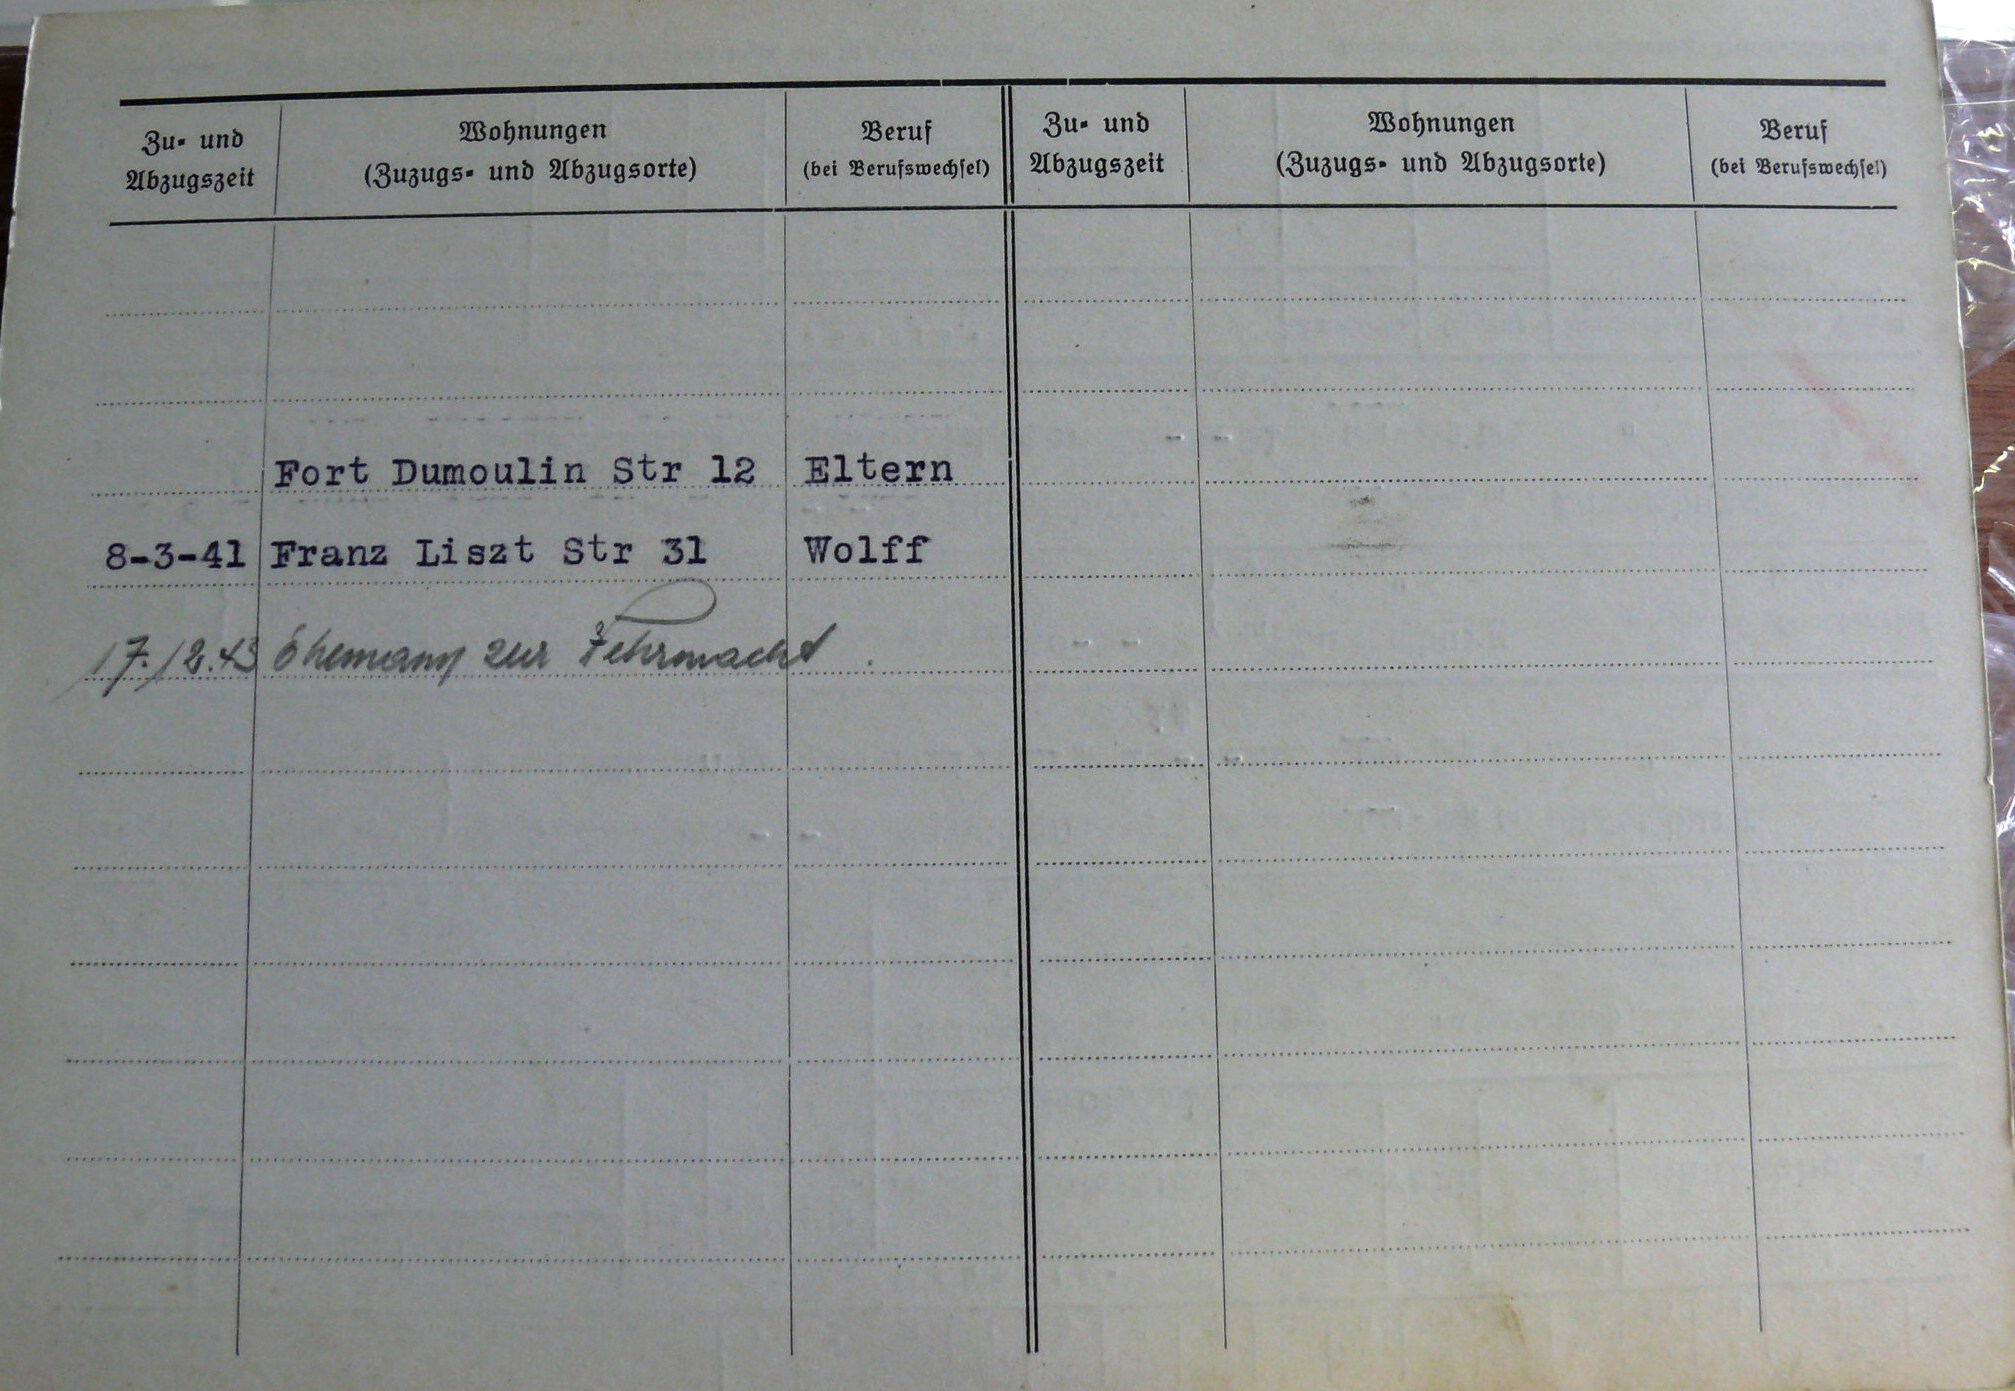 Zu- und Abzugszeit
Wohnungen
(Zuzugs- und Abzugsorte)
Beruf
(bei Berufswechsel)
Zu- und Abzugszeit
Wohnungen
(Zuzugs- und Abzugsorte)
Beruf
(bei Berufswechsel)
Fort Dumoulin Str 12 Eltern
8-3-41 Franz Liszt Str 31 Wolff
17.12.43 Ehemann zur Wehrmacht